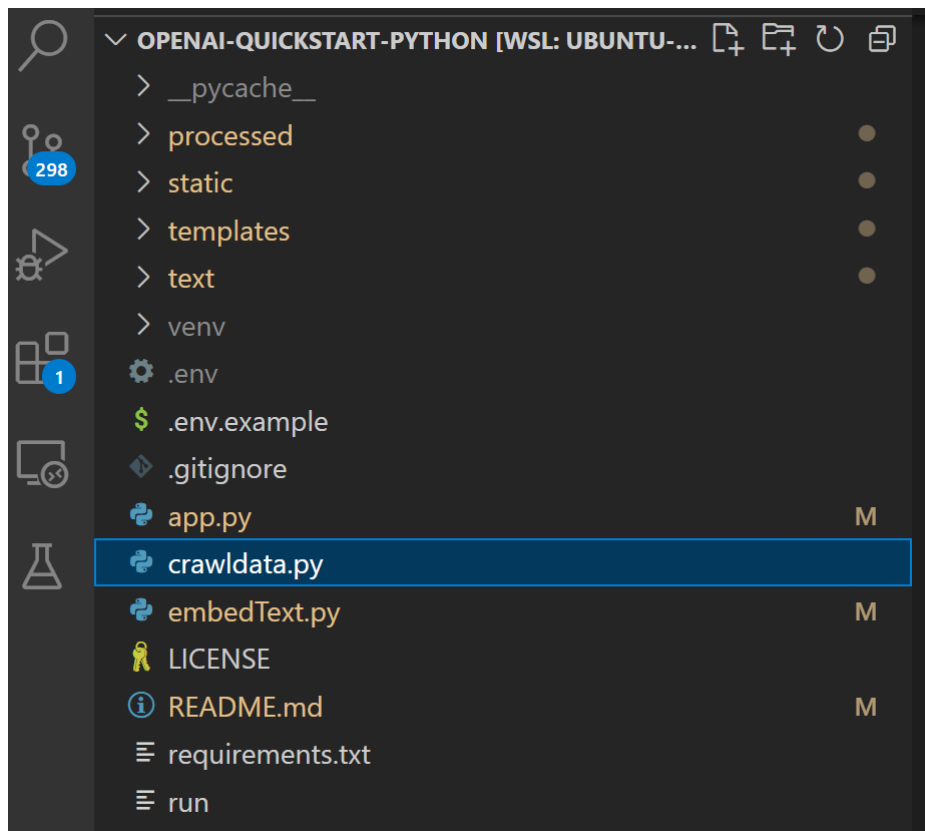 OPENAI-QUICKSTART-PYTHON [WSL: UBUNTU-...
__pycache__
processed
298
static
templates
text
venv
1
.env
$ .env.example
.gitignore
app.py M
crawldata.py
embedText.py M
LICENSE
README.md M
requirements.txt
run